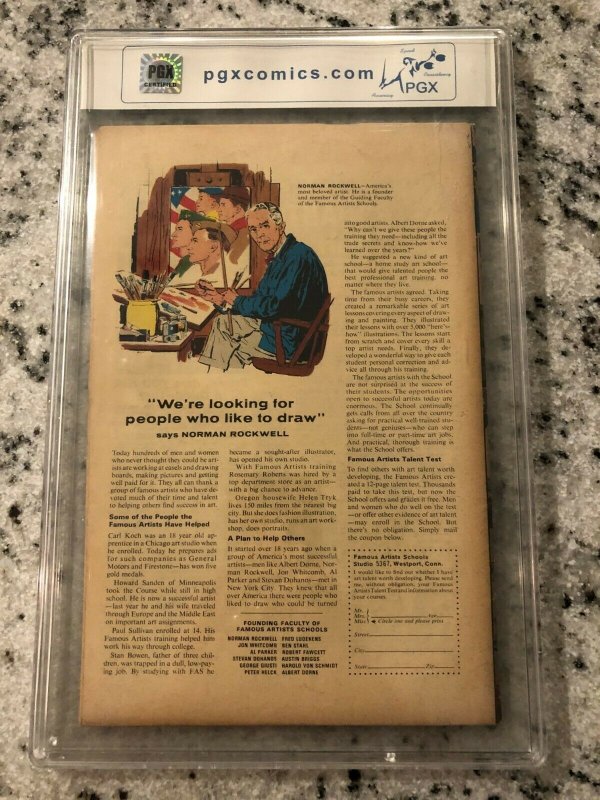 PGX
CERTIFIED
pgxcomics.com
PGX
NORMAN ROCKWELL—America's
most beloved artist. He is a founder
and member of the Guiding Faculty
of the Famous Artists Schools.
"We're looking for
people who like to draw"
says NORMAN ROCKWELL
Today hundreds of men and women
who never thought they could be art-
ists are working at easels and drawing
boards, making pictures and getting
well paid for it. They all can thank a
group of famous artists who have de-
voted much of their time and talent
to helping others find success in art.
Some of the People the
Famous Artists Have Helped
Carl Koch was an 18 year old ap-
prentice in a Chicago art studio when
he enrolled. Today he prepares ads
for such companies as General
Motors and Firestone—has won five
gold medals.
Howard Sanden of Minneapolis
took the Course while still in high
school. He is now a successful artist
—last year he and his wife traveled
through Europe and the Middle East
on important art assignments.
Paul Sullivan enrolled at 14. His
Famous Artists training helped him
work his way through college.
Stan Bowen, father of three chil-
dren, was trapped in a dull, low-pay-
ing job. By studying with FAS he
became a sought-after illustrator,
has opened his own studio.
With Famous Artists training
Rosemary Roberts was hired by a
top department store as an artist—
with a big chance to advance.
Oregon housewife Helen Tryk
lives 150 miles from the nearest big
city. But she does fashion illustration,
has her own studio, runs an art work-
shop, does portraits.
A Plan to Help Others
It started over 18 years ago when a
group of America's most successful
artists—men like Albert Dorne, Nor-
man Rockwell, Jon Whitcomb, Al
Parker and Stevan Dohanos—met in
New York City. They knew that all
over America there were people who
liked to draw who could be turned
FOUNDING FACULTY OF
FAMOUS ARTISTS SCHOOLS
NORMAN ROCKWELL FRED LUDEKENS
JON WHITCOMB BEN STAHL
AL PARKER ROBERT FAWCETT
STEVAN DOHANOS AUSTIN BRIGGS
GEORGE GIUSTI HAROLD VON SCHMIDT
PETER HELCK ALBERT DORNE
into good artists. Albert Dorne asked,
"Why can't we give these people the
training they need—including all the
trade secrets and know-how we've
learned over the years?"
He suggested a new kind of art
school—a home study art school—
that would give talented people the
best professional art training, no
matter where they live.
The famous artists agreed. Taking
time from their busy careers, they
created a remarkable series of art
lessons covering every aspect of draw-
ing and painting. They illustrated
their lessons with over 5,000 "here's-
how" illustrations. The lessons start
from scratch and cover every skill a
top artist needs. Finally, they de-
veloped a wonderful way to give each
student personal correction and ad-
vice all through his training.
The famous artists with the School
are not surprised at the success of
their students. The opportunities
open to successful artists today are
enormous. The School continually
gets calls from all over the country
asking for practical well-trained stu-
dents—not geniuses—who can step
into full-time or part-time art jobs.
And practical, thorough training is
what the School offers.
Famous Artists Talent Test
To find others with art talent worth
developing, the Famous Artists cre-
ated a 12-page talent test. Thousands
paid to take this test, but now the
School offers and grades it free. Men
and women who do well on the test
—or offer other evidence of art talent
—may enroll in the School. But
there's no obligation. Simply mail
the coupon below.
Famous Artists Schools
Studio 5367, Westport, Conn.
I would like to find out whether I have
art talent worth developing. Please send
me, without obligation, your Famous
Artists Talent Test and information about
your courses.
Mr.
Mrs. Age
Miss Circle one and please print
Street
City
State Zip